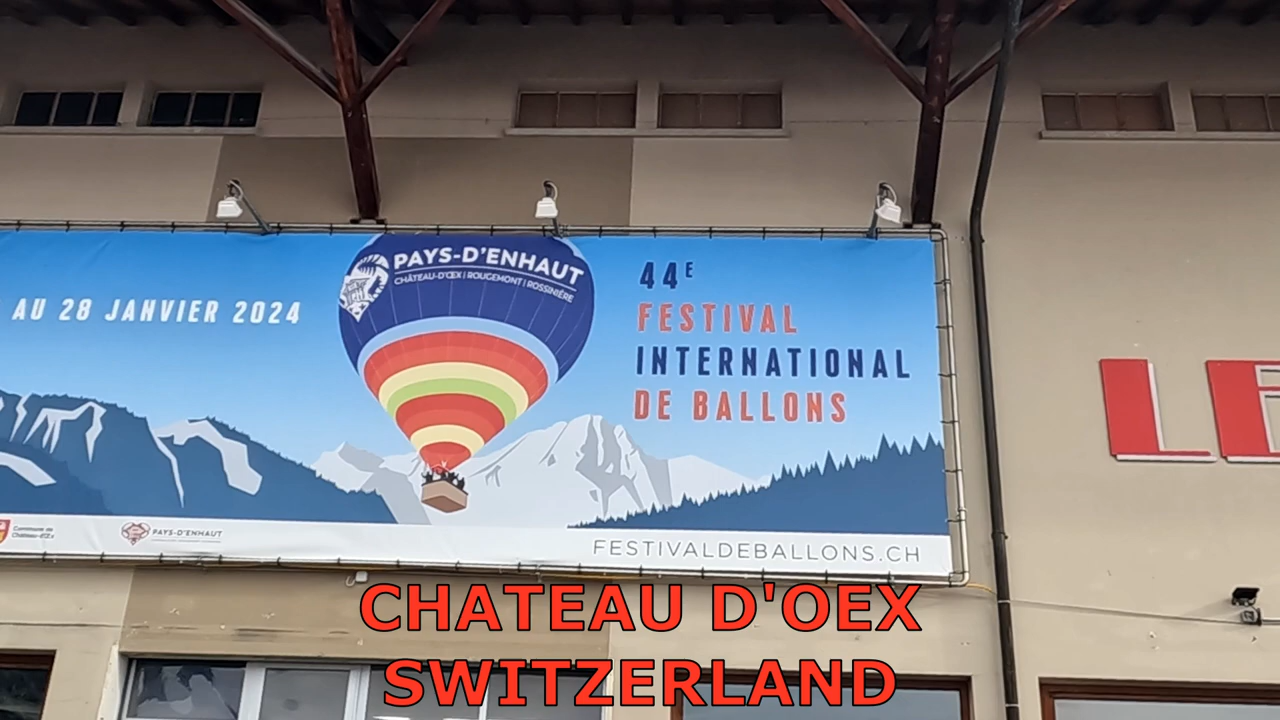 AU 28 JANVIER 2024
PAYS-D'ENHAUT
CHÂTEAU-D'ŒX | ROUGEMONT | ROSSINIÈRE
44E
FESTIVAL
INTERNATIONAL
DE BALLONS
Commune de
Château-d'Œx
PAYS-D'ENHAUT
FESTIVALDEBALLONS.CH
LE
CHATEAU D'OEX
SWITZERLAND